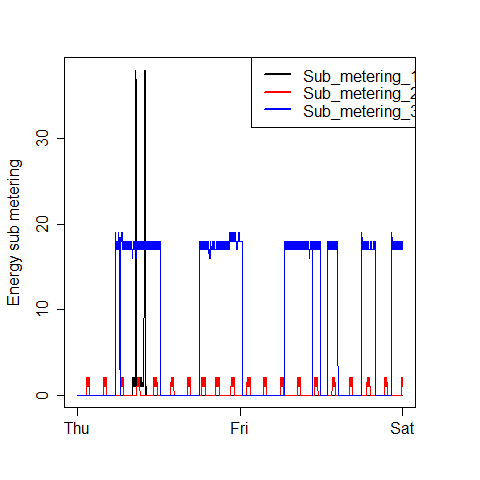 Sub_metering_1
Sub_metering_2
Sub_metering_3
Energy sub metering
30
20
10
0
Thu Fri Sat